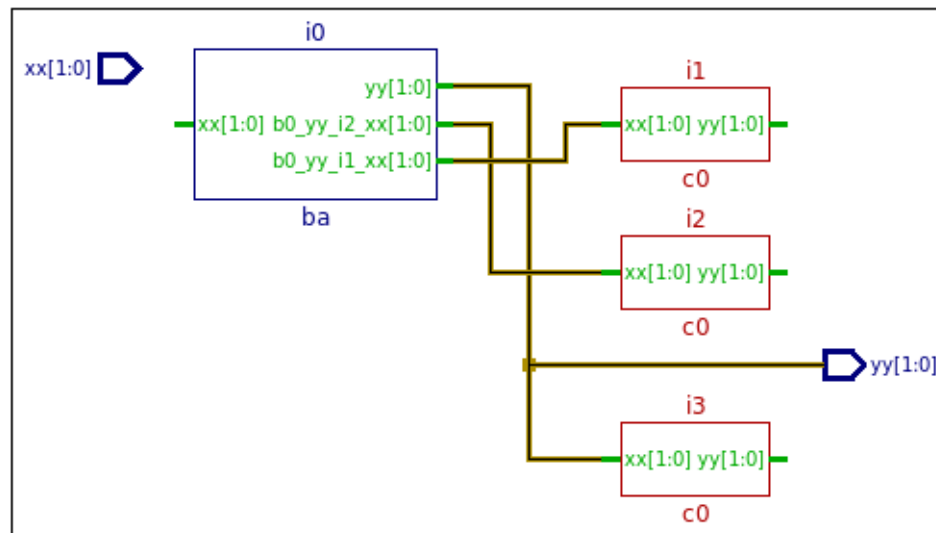 i0
xx[1:0]
yy[1:0]
xx[1:0] b0_yy_i2_xx[1:0]
b0_yy_i1_xx[1:0]
ba
i1
xx[1:0] yy[1:0]
c0
i2
xx[1:0] yy[1:0]
c0
yy[1:0]
i3
xx[1:0] yy[1:0]
c0